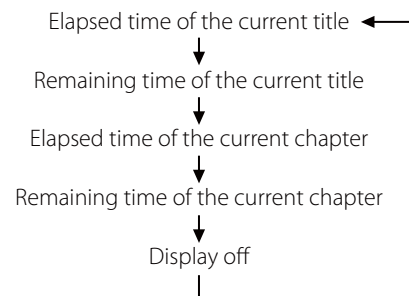 Elapsed time of the current title
Remaining time of the current title
Elapsed time of the current chapter
Remaining time of the current chapter
Display off